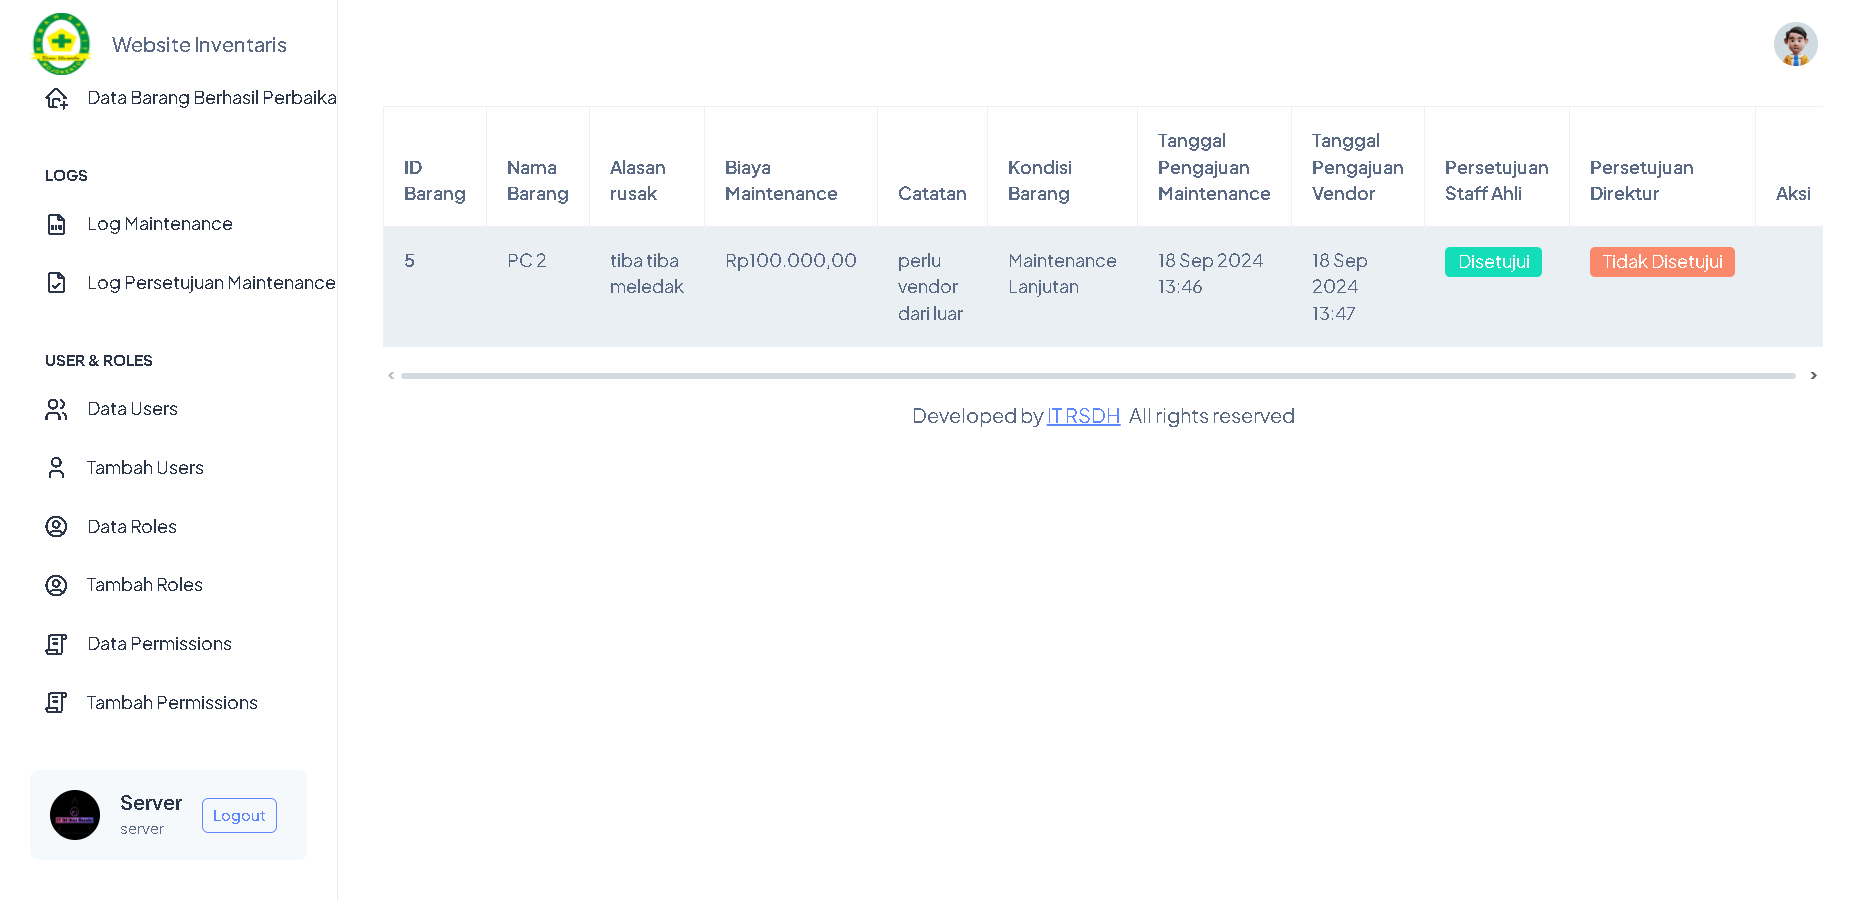 Website Inventaris
Data Barang Berhasil Perbaika
LOGS
Log Maintenance
Log Persetujuan Maintenance
USER & ROLES
Data Users
Tambah Users
Data Roles
Tambah Roles
Data Permissions
Tambah Permissions
Server
server
Logout
ID
Barang
Nama
Barang
Alasan
rusak
Biaya
Maintenance
Catatan
Kondisi
Barang
Tanggal
Pengajuan
Maintenance
Tanggal
Pengajuan
Vendor
Persetujuan
Staff Ahli
Persetujuan
Direktur
Aksi
5
PC 2
tiba tiba
meledak
Rp100.000,00
perlu
vendor
dari luar
Maintenance
Lanjutan
18 Sep 2024
13:46
18 Sep
2024
13:47
Disetujui
Tidak Disetujui
Developed by IT RSDH All rights reserved